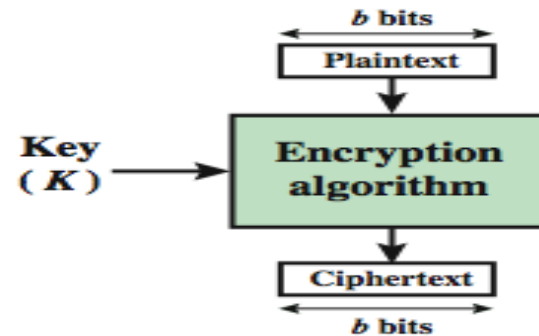 b bits
Plaintext
Key
( K )
Encryption
algorithm
Ciphertext
b bits